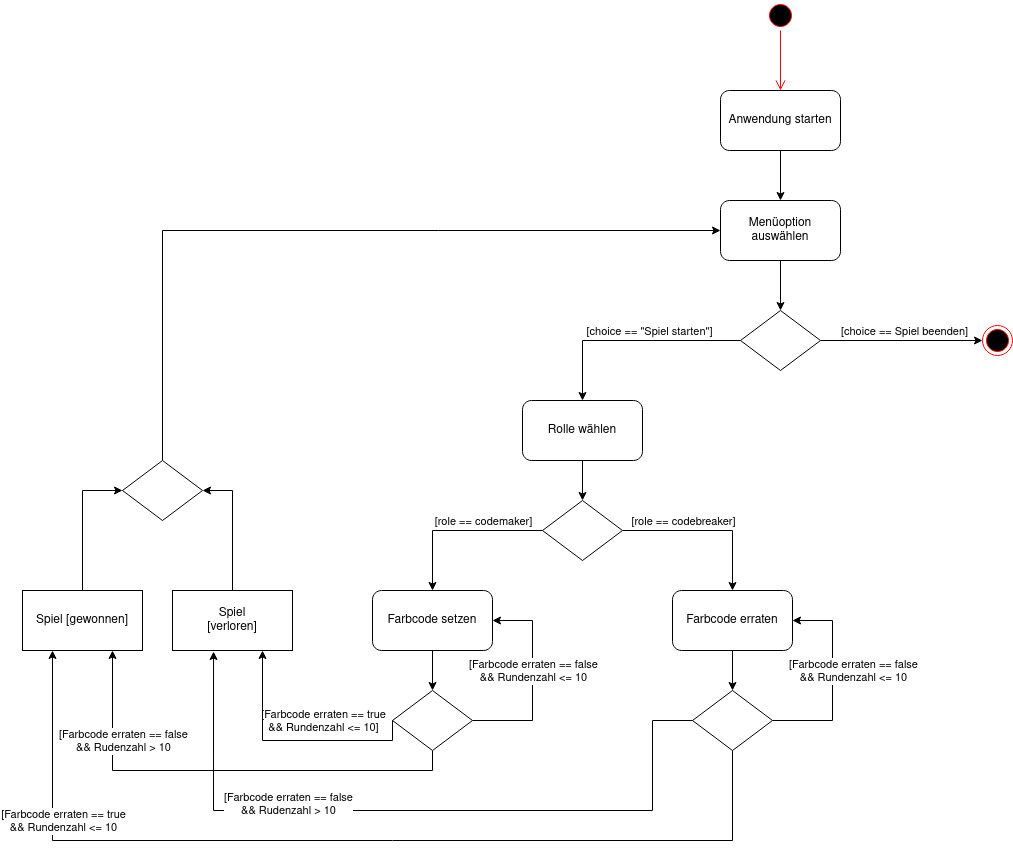 Anwendung starten
Menüoption
auswählen
[choice == "Spiel starten"]
[choice == Spiel beenden]
Rolle wählen
[role == codemaker]
[role == codebreaker]
Spiel [gewonnen]
Spiel
[verloren]
Farbcode setzen
Farbcode erraten
[Farbcode erraten == false
&& Rundenzahl <= 10
[Farbcode erraten == false
&& Rundenzahl <= 10
[Farbcode erraten == true
&& Rundenzahl <= 10]
[Farbcode erraten == false
&& Rudenzahl > 10
[Farbcode erraten == false
&& Rudenzahl > 10
[Farbcode erraten == true
&& Rundenzahl <= 10